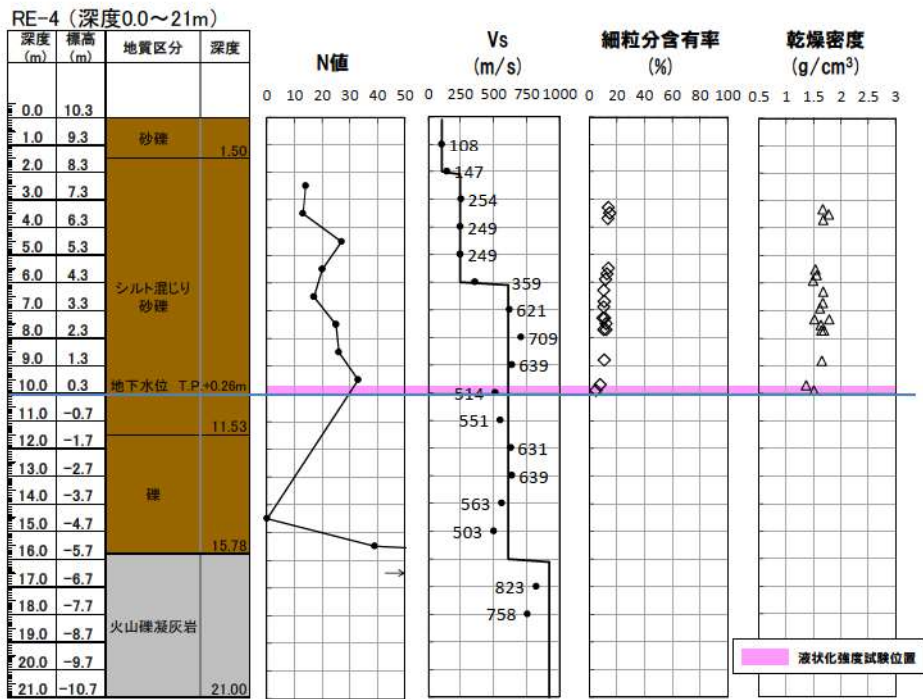 RE-4 (深度0.0～21m)
深度 標高 地質区分 深度
(m) (m)
N値
Vs
(m/s)
細粒分含有率
(%)
乾燥密度
(g/cm³)
0 10 20 30 40 50
0 250 500 750 1000
0 20 40 60 80 100
0.5 1 1.5 2 2.5 3
0.0 10.3
1.0 9.3
2.0 8.3
3.0 7.3
4.0 6.3
5.0 5.3
6.0 4.3
7.0 3.3
8.0 2.3
9.0 1.3
10.0 0.3
11.0 -0.7
12.0 -1.7
13.0 -2.7
14.0 -3.7
15.0 -4.7
16.0 -5.7
17.0 -6.7
18.0 -7.7
19.0 -8.7
20.0 -9.7
21.0 -10.7
砂礫
1.50
シルト混じり
砂礫
地下水位 T.P.+0.26m
11.53
礫
15.78
火山礫凝灰岩
21.00
108
147
254
249
249
359
621
709
639
514
551
631
639
563
503
823
758
液状化強度試験位置